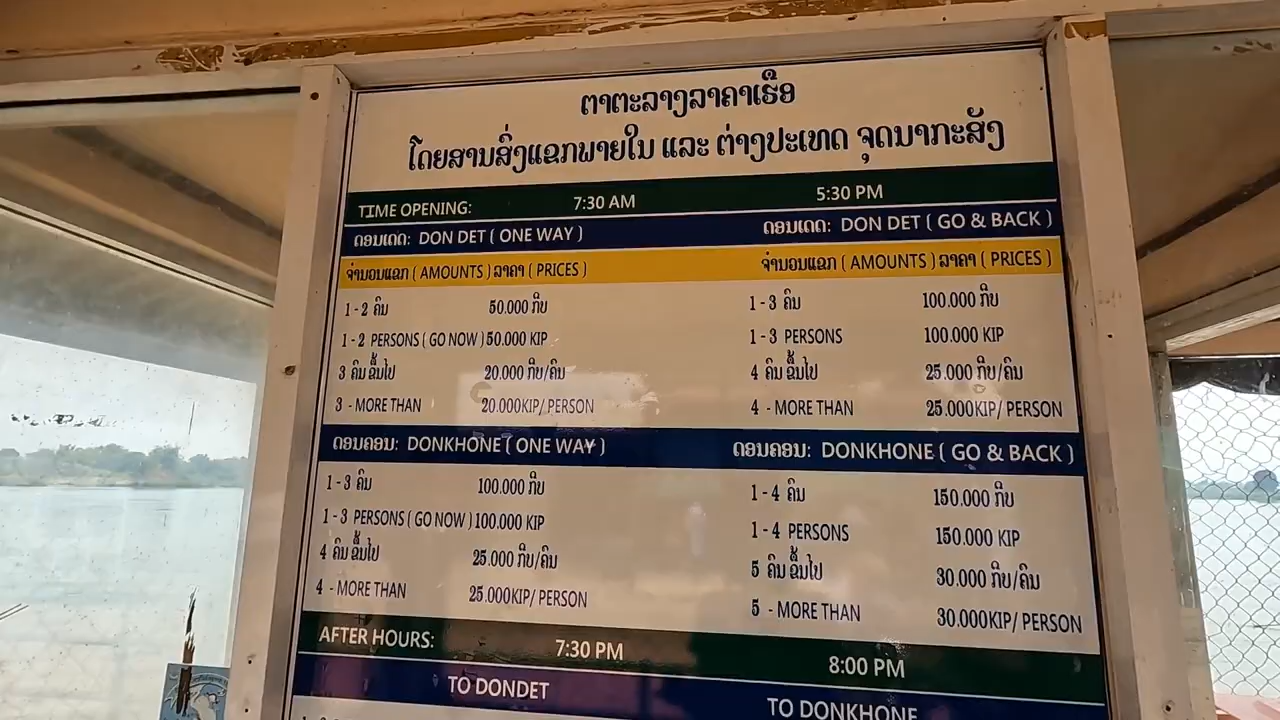 ຕາຕະລາງລາຄາເຮືອ
ໂດຍສານສົ່ງແຂກພາຍໃນ ແລະ ຕ່າງປະເທດ ຈຸດນາກະສັງ
TIME OPENING: 7:30 AM 5:30 PM
ດອນເດດ: DON DET ( ONE WAY ) ດອນເດດ: DON DET ( GO & BACK )
ຈຳນອນແຂກ ( AMOUNTS ) ລາຄາ ( PRICES ) ຈຳນອນແຂກ ( AMOUNTS ) ລາຄາ ( PRICES )
1 - 2 ຄົນ 50.000 ກີບ 1 - 3 ຄົນ 100.000 ກີບ
1 - 2 PERSONS ( GO NOW ) 50.000 KIP 1 - 3 PERSONS 100.000 KIP
3 ຄົນ ຂຶ້ນໄປ 20.000 ກີບ/ຄົນ 4 ຄົນ ຂຶ້ນໄປ 25.000 ກີບ/ຄົນ
3 - MORE THAN 20.000KIP/ PERSON 4 - MORE THAN 25.000KIP/ PERSON
ດອນຄອນ: DONKHONE ( ONE WAY ) ດອນຄອນ: DONKHONE ( GO & BACK )
1 - 3 ຄົນ 100.000 ກີບ 1 - 4 ຄົນ 150.000 ກີບ
1 - 3 PERSONS ( GO NOW ) 100.000 KIP 1 - 4 PERSONS 150.000 KIP
4 ຄົນ ຂຶ້ນໄປ 25.000 ກີບ/ຄົນ 5 ຄົນ ຂຶ້ນໄປ 30.000 ກີບ/ຄົນ
4 - MORE THAN 25.000KIP/ PERSON 5 - MORE THAN 30.000KIP/ PERSON
AFTER HOURS: 7:30 PM 8:00 PM
TO DONDET TO DONKHONE